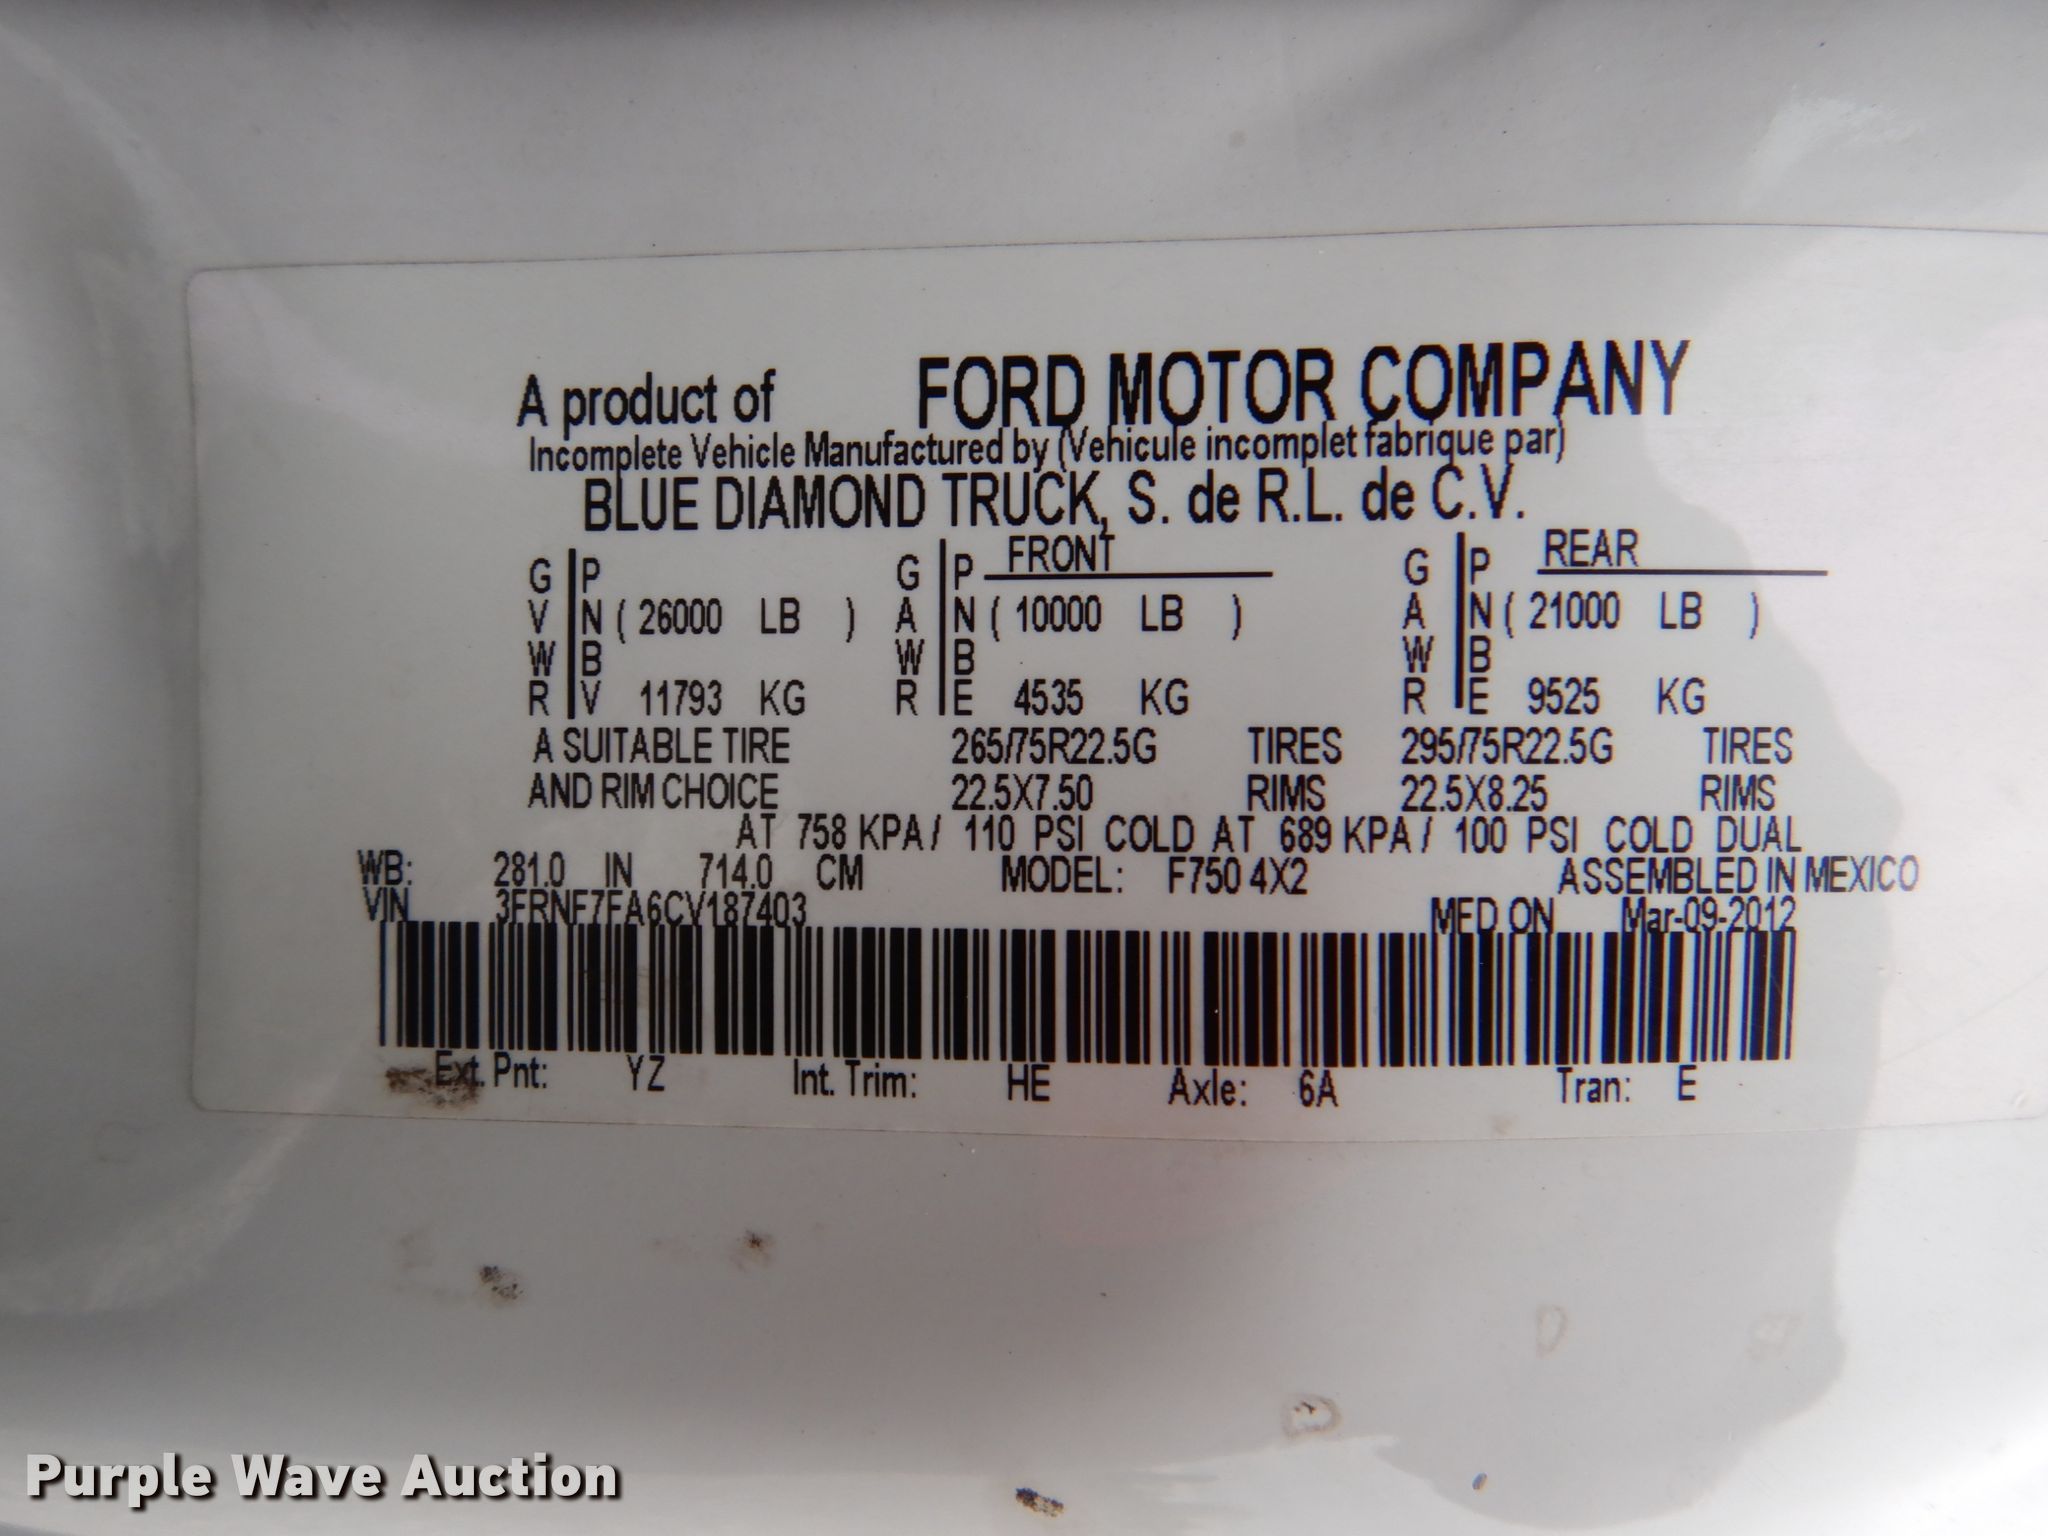 A product of FORD MOTOR COMPANY
Incomplete Vehicle Manufactured by (Vehicule incomplet fabrique par)
BLUE DIAMOND TRUCK, S. de R.L. de C.V.
FRONT REAR
G P G P G P
V N ( 26000 LB ) A N ( 10000 LB ) A N ( 21000 LB )
W B W B W B
R V 11793 KG R E 4535 KG R E 9525 KG
A SUITABLE TIRE 265/75R22.5G TIRES 295/75R22.5G TIRES
AND RIM CHOICE 22.5X7.50 RIMS 22.5X8.25 RIMS
AT 758 KPA/ 110 PSI COLD AT 689 KPA/ 100 PSI COLD DUAL
WB: 281.0 IN 714.0 CM MODEL: F750 4X2 ASSEMBLED IN MEXICO
VIN 3FRNF7FA6CV187403 MFD ON Mar-09-2012
Ext. Pnt: YZ Int. Trim: HE Axle: 6A Tran: E
Purple Wave Auction